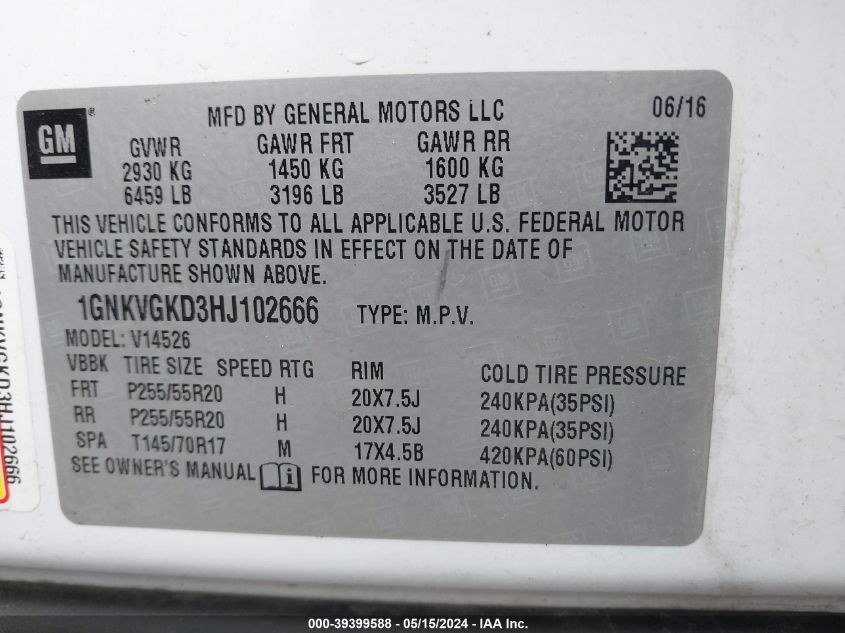 GM
®
MFD BY GENERAL MOTORS LLC
06/16
GVWR GAWR FRT GAWR RR
2930 KG 1450 KG 1600 KG
6459 LB 3196 LB 3527 LB
THIS VEHICLE CONFORMS TO ALL APPLICABLE U.S. FEDERAL MOTOR
VEHICLE SAFETY STANDARDS IN EFFECT ON THE DATE OF
MANUFACTURE SHOWN ABOVE.
1GNKVGKD3HJ102666 TYPE: M.P.V.
MODEL: V14526
VBBK TIRE SIZE SPEED RTG RIM COLD TIRE PRESSURE
FRT P255/55R20 H 20X7.5J 240KPA(35PSI)
RR P255/55R20 H 20X7.5J 240KPA(35PSI)
SPA T145/70R17 M 17X4.5B 420KPA(60PSI)
SEE OWNER'S MANUAL i FOR MORE INFORMATION.
1GNKVGKD3HJ102666
000-39399588 - 05/15/2024 - IAA Inc.